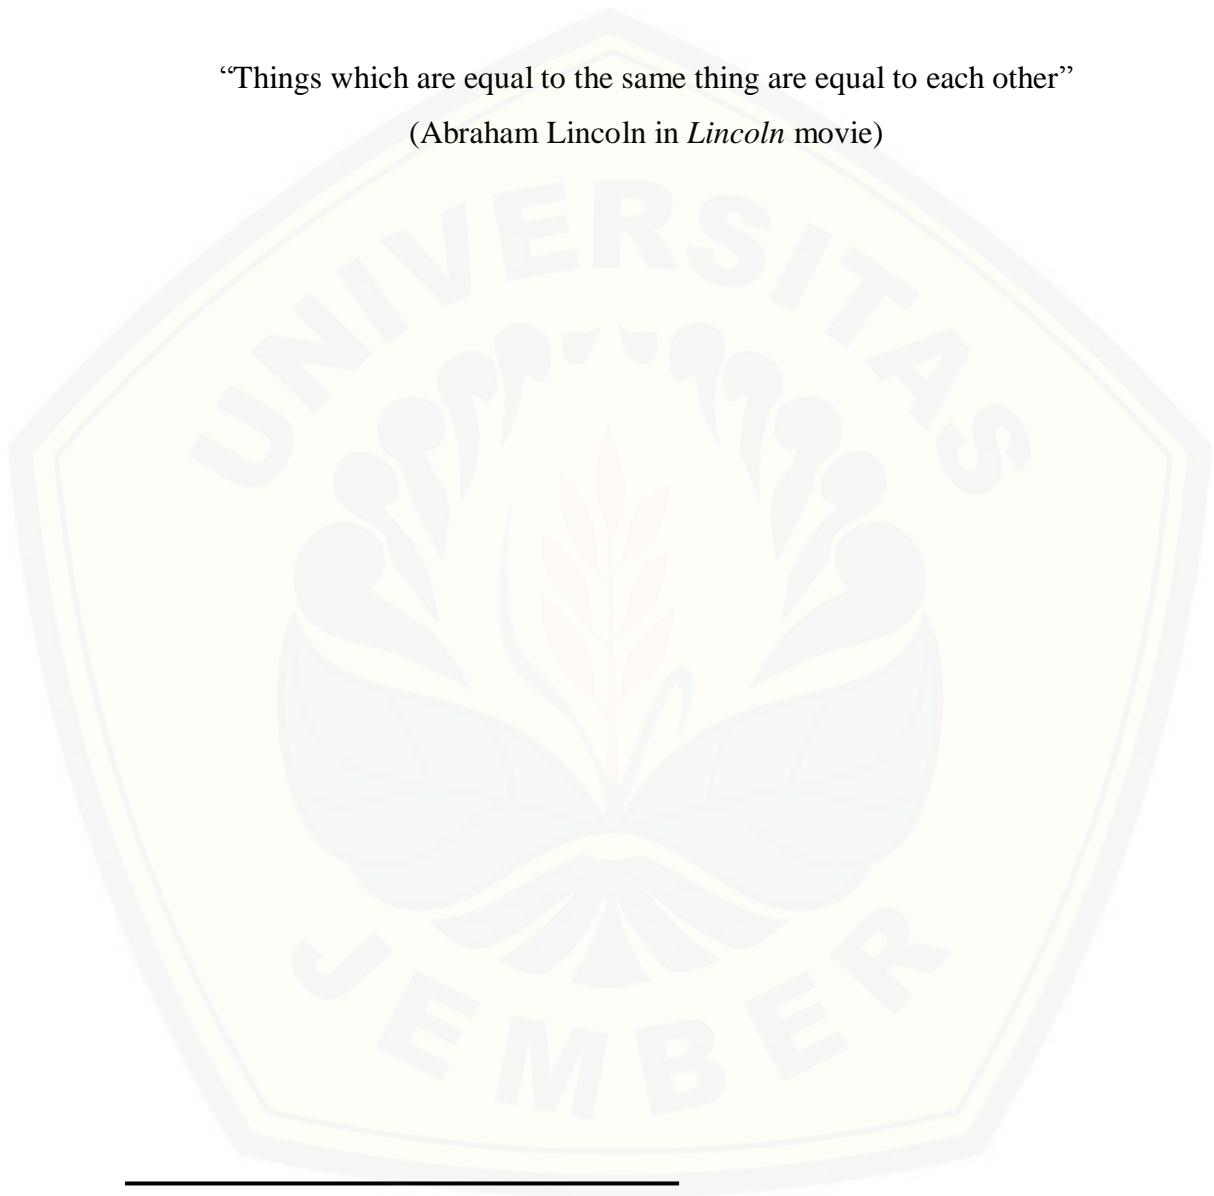 “Things which are equal to the same thing are equal to each other”
(Abraham Lincoln in Lincoln movie)
UNIVERSITAS
JEMBER